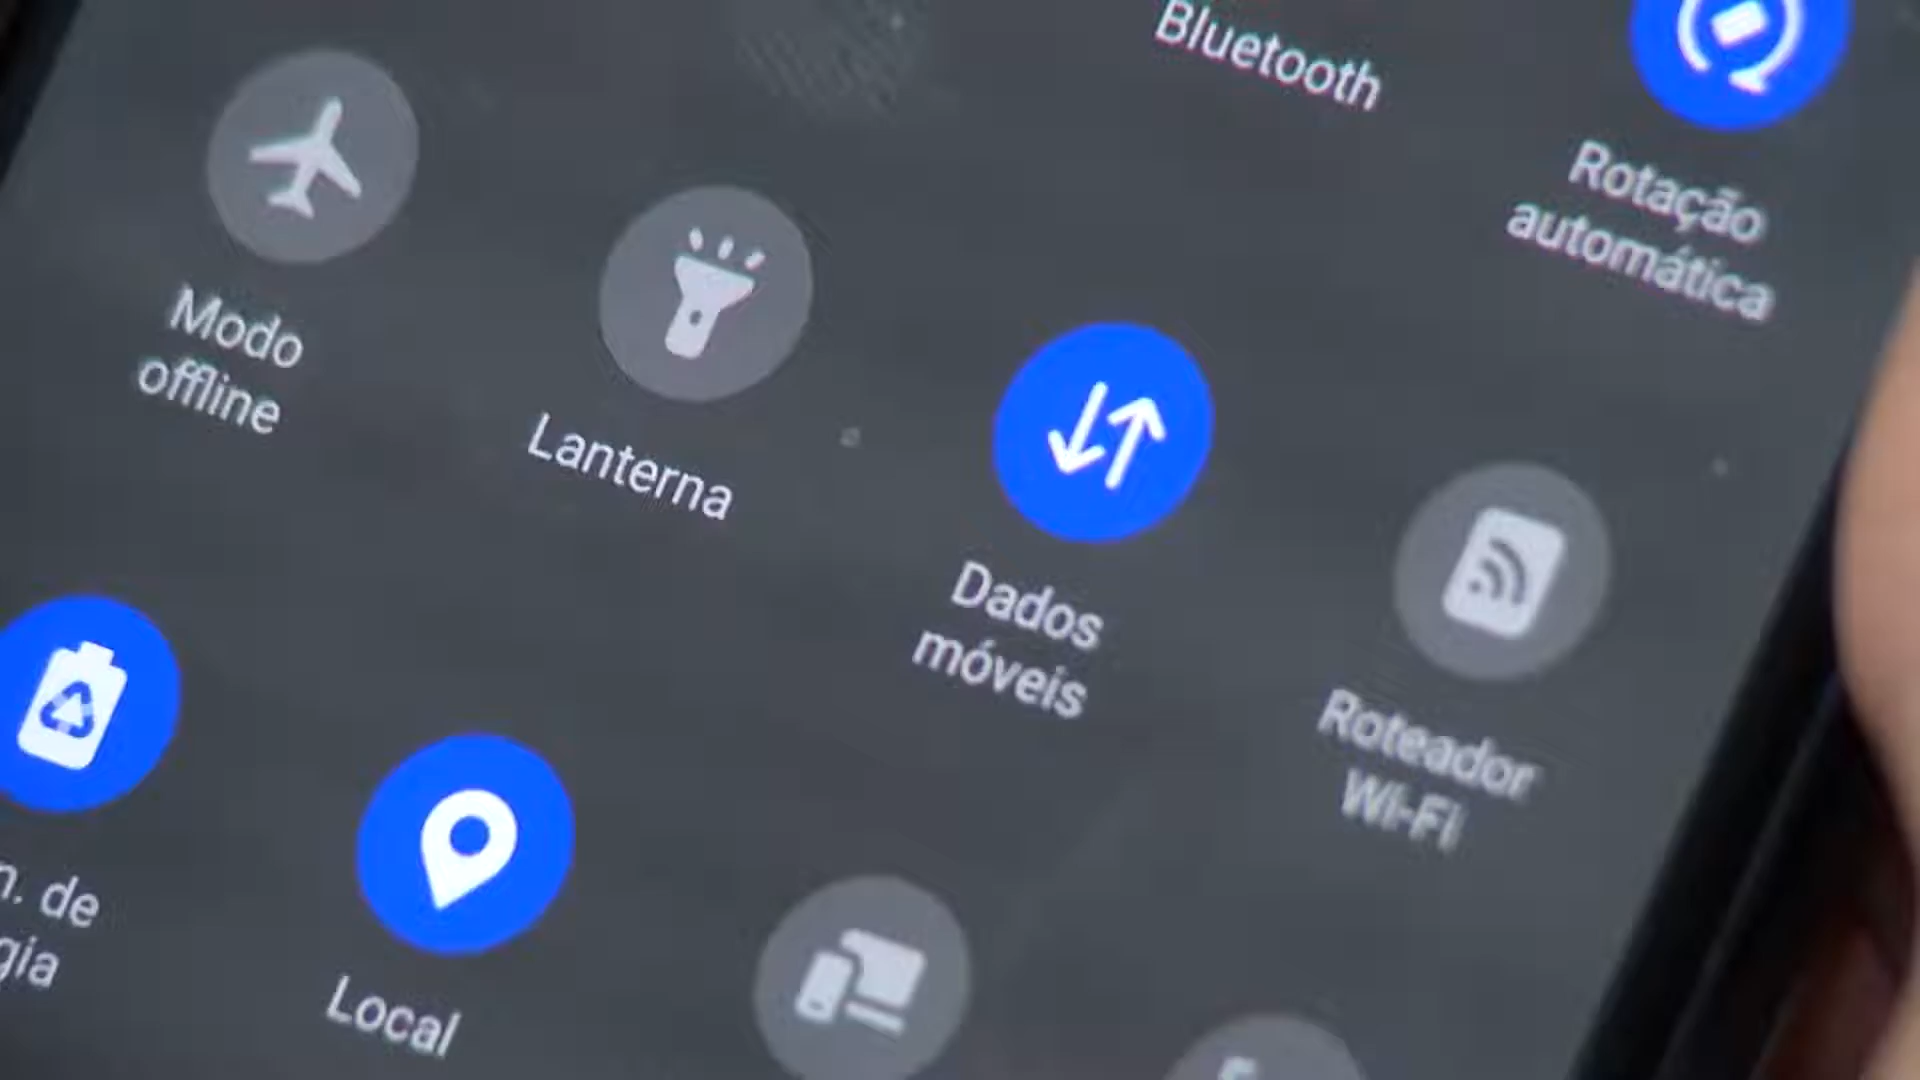 Bluetooth
Rotação
automática
Modo
offline
Lanterna
Dados
móveis
Roteador
Wi-Fi
n. de
gia
Local